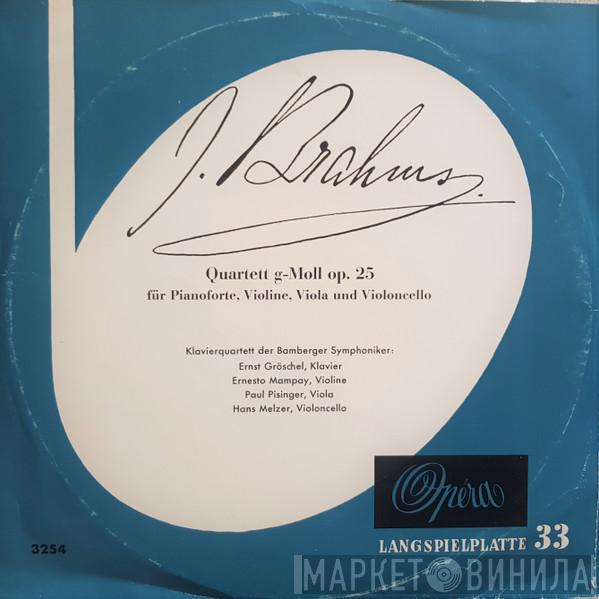 J. Brahms.
Quartett g-Moll op. 25
für Pianoforte, Violine, Viola und Violoncello
Klavierquartett der Bamberger Symphoniker:
Ernst Gröschel, Klavier
Ernesto Mampay, Violine
Paul Pisinger, Viola
Hans Melzer, Violoncello
Opéra
3254
LANGSPIELPLATTE 33
МАРКЕТ ВИНИЛА